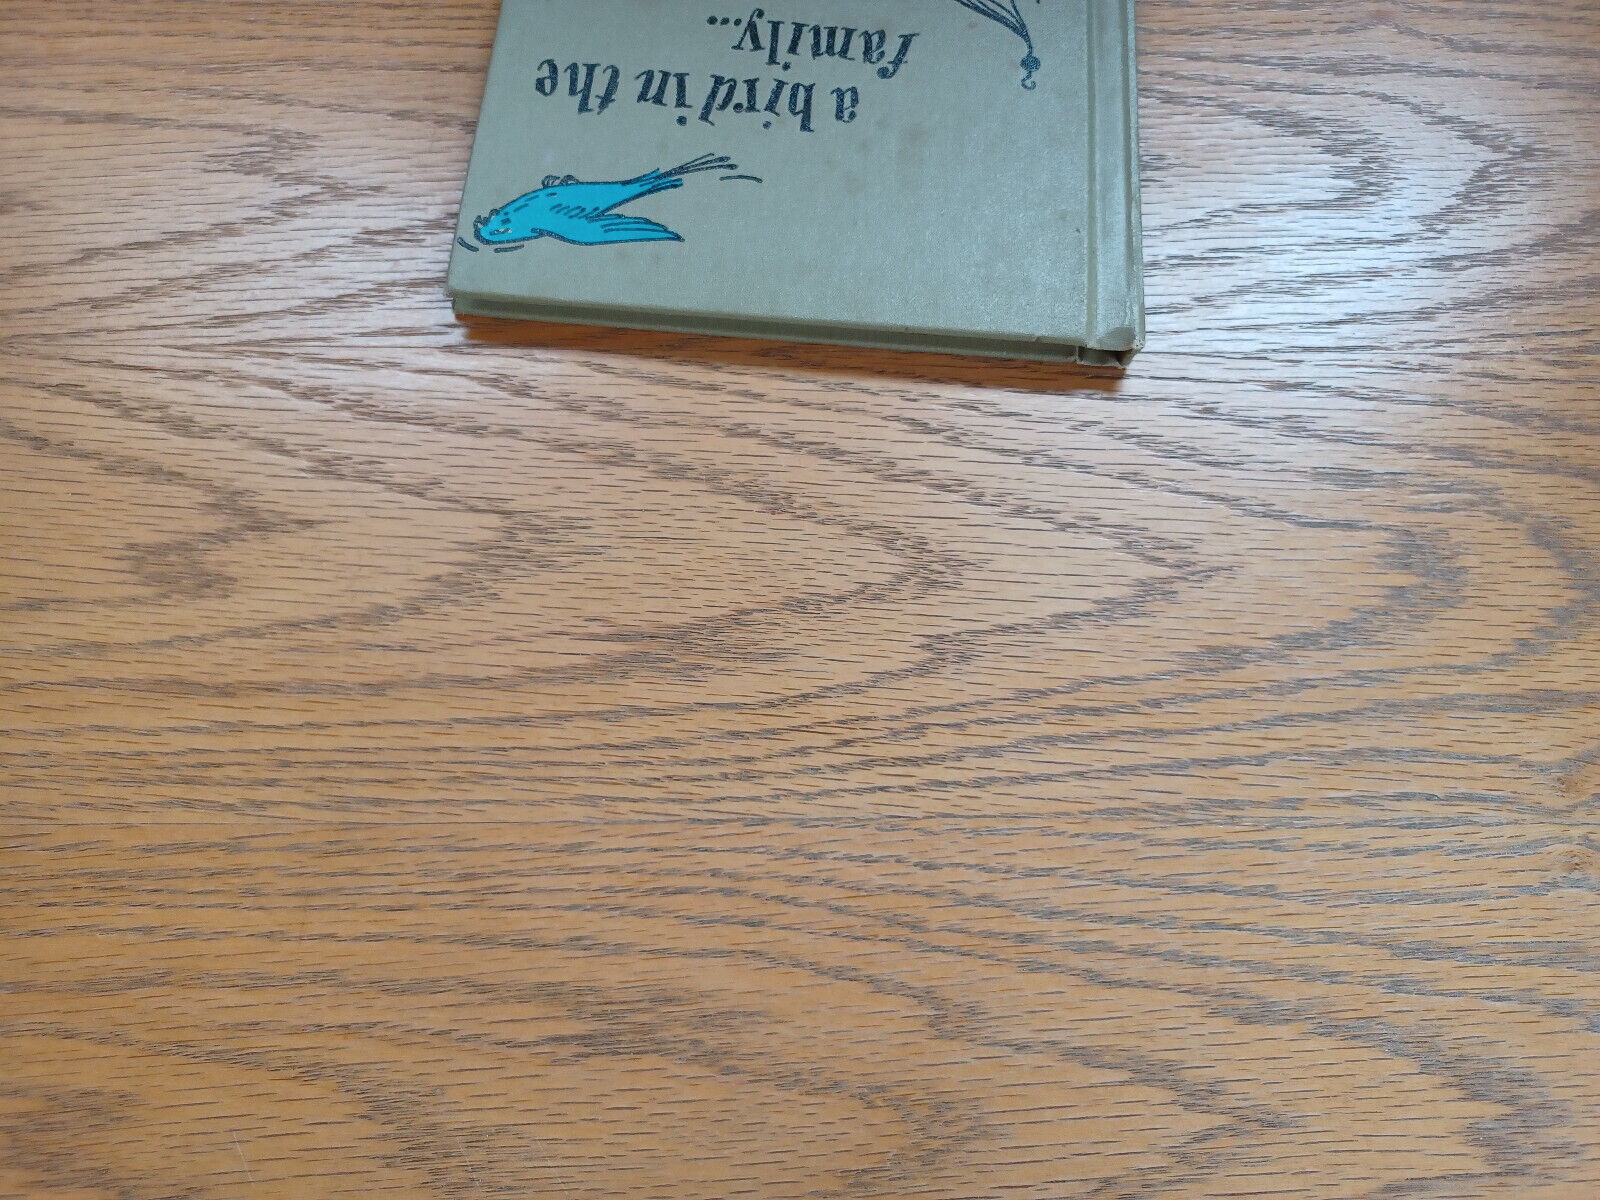 a bird in the
family...